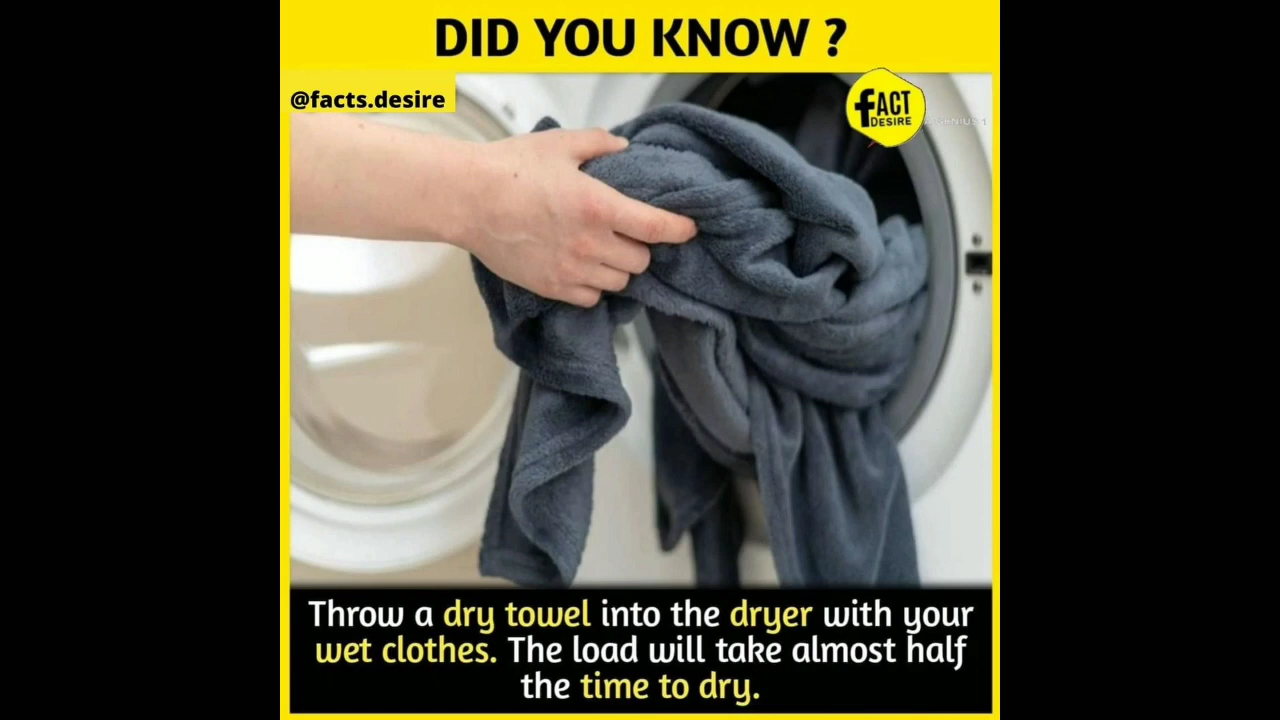 DID YOU KNOW ?
@facts.desire
fACT
DESIRE
Throw a dry towel into the dryer with your
wet clothes. The load will take almost half
the time to dry.